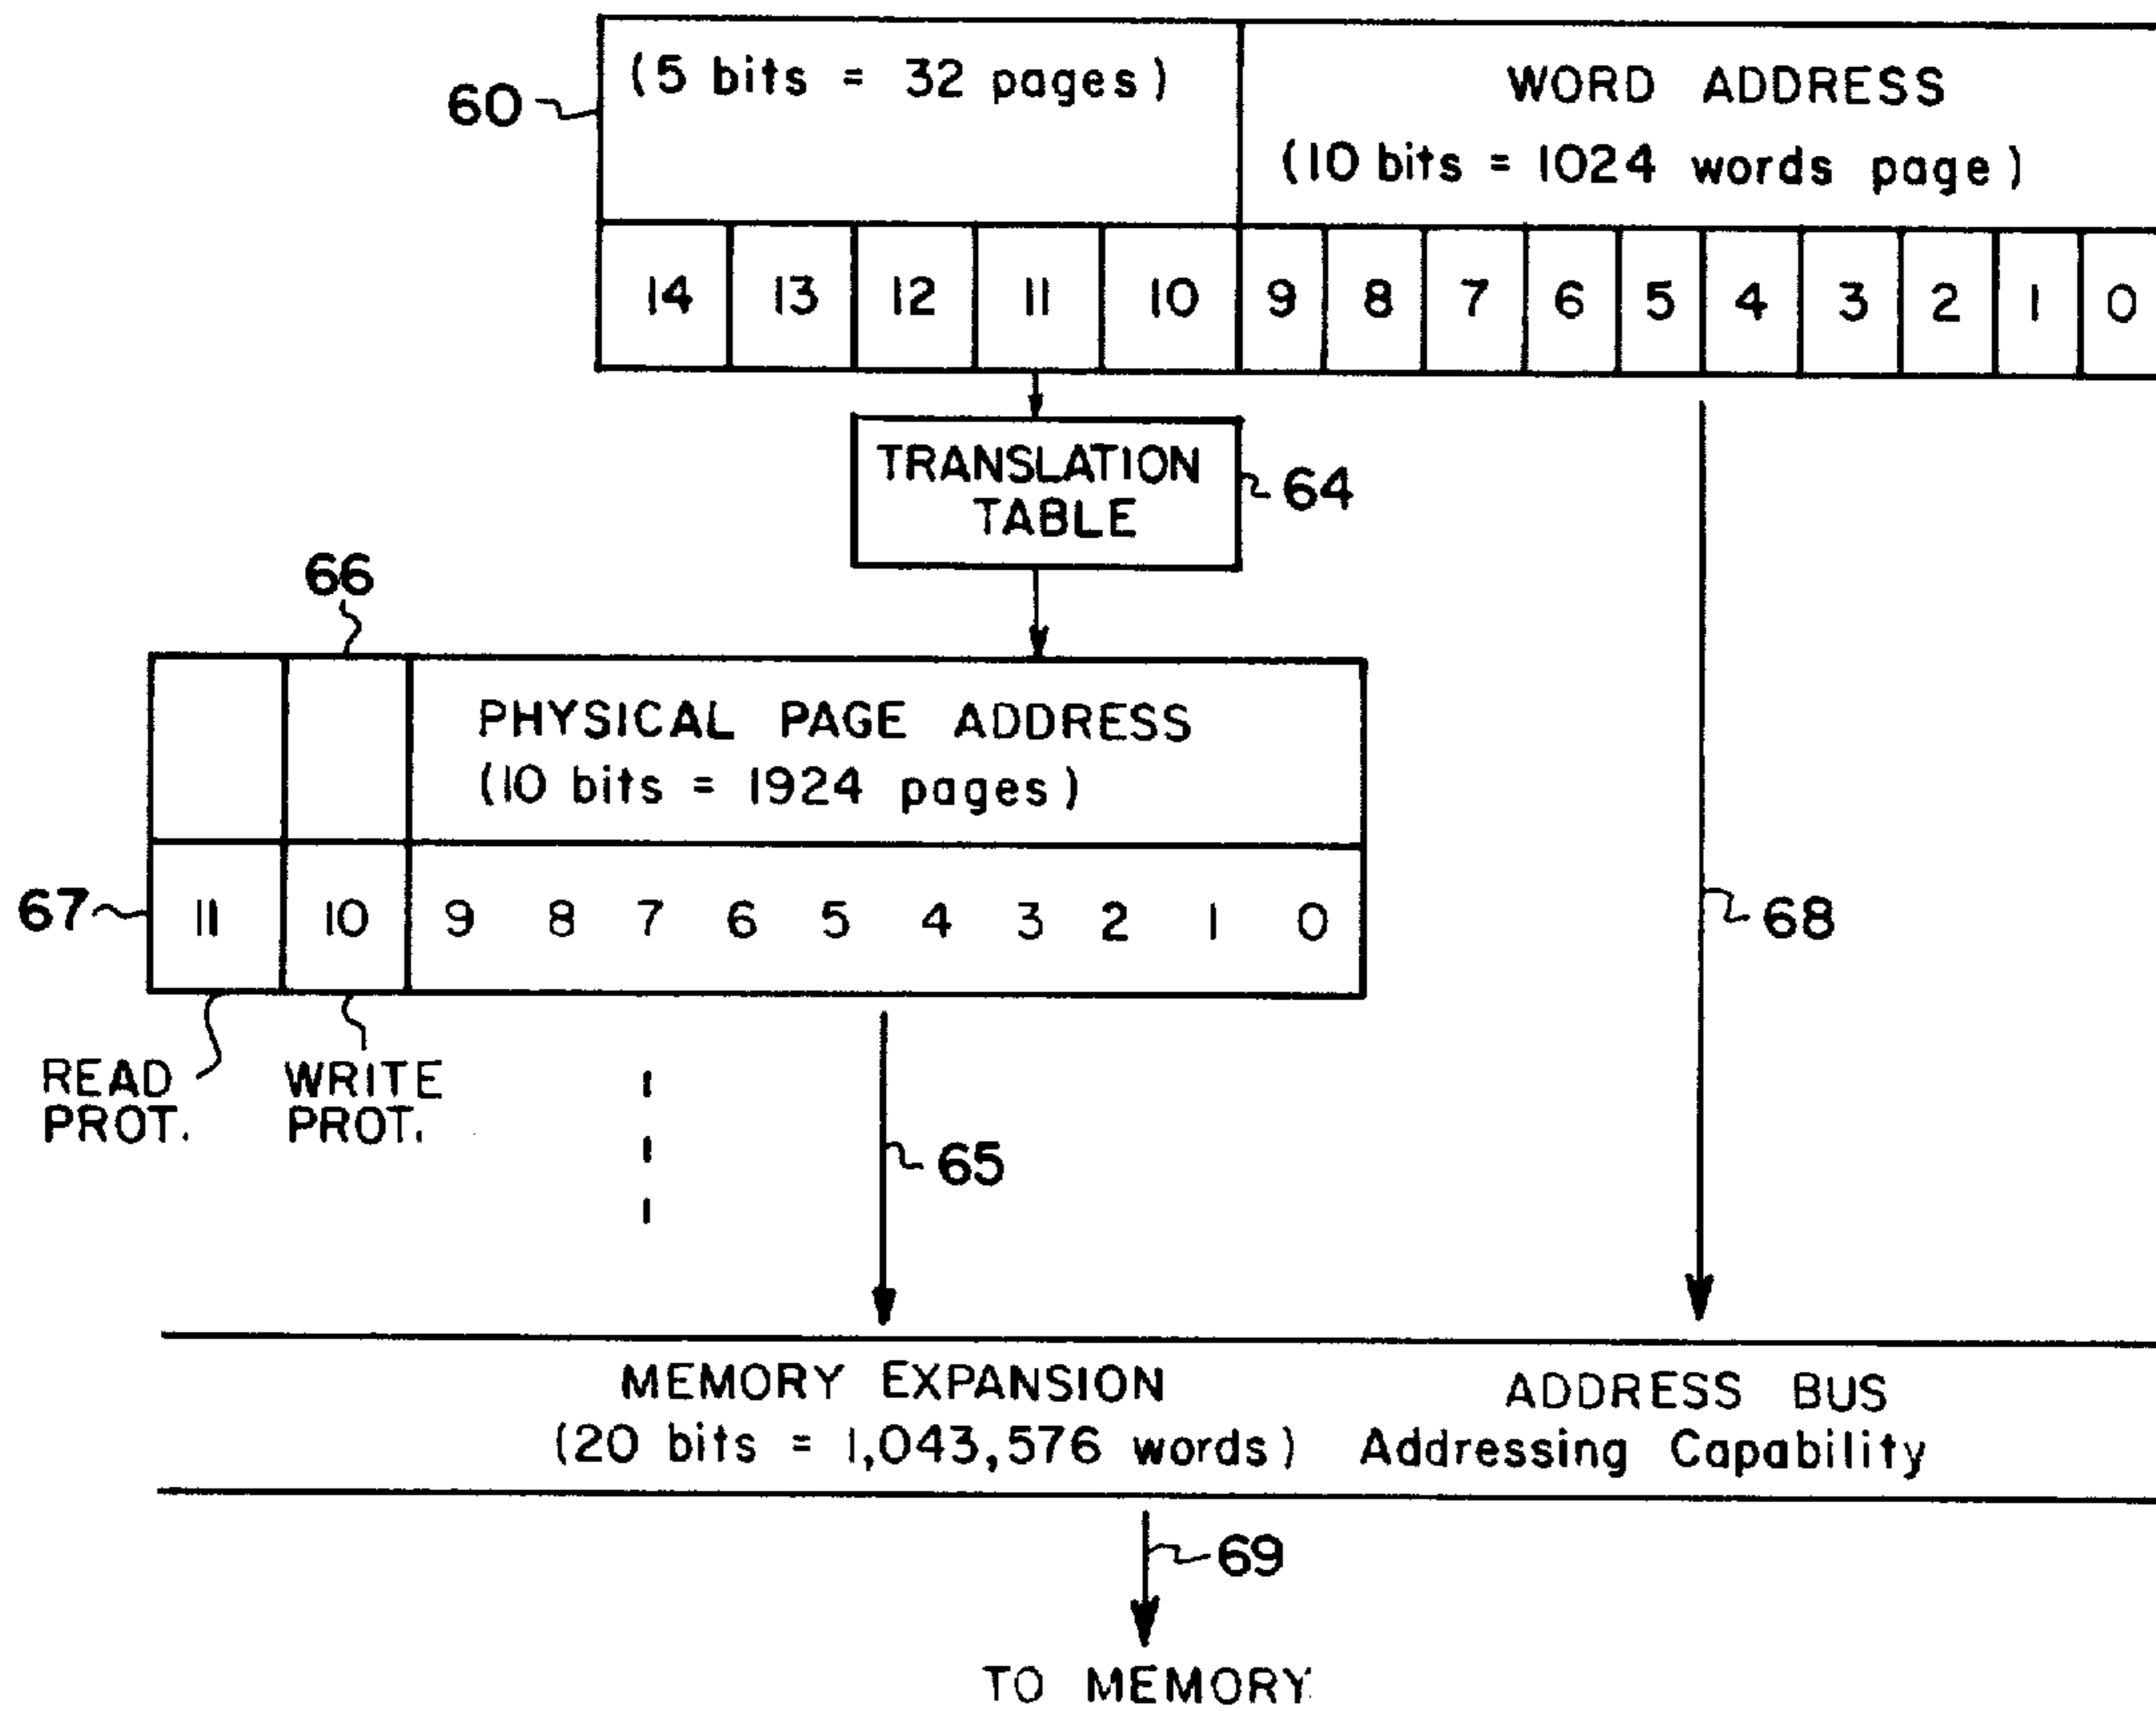 60
(5 bits = 32 pages)
WORD ADDRESS
(10 bits = 1024 words page)
14 13 12 11 10 9 8 7 6 5 4 3 2 1 0
TRANSLATION
TABLE
64
66
PHYSICAL PAGE ADDRESS
(10 bits = 1924 pages)
67
11 10 9 8 7 6 5 4 3 2 1 0
68
READ
PROT.
WRITE
PROT.
65
MEMORY EXPANSION ADDRESS BUS
(20 bits = 1,043,576 words) Addressing Capability
69
TO MEMORY